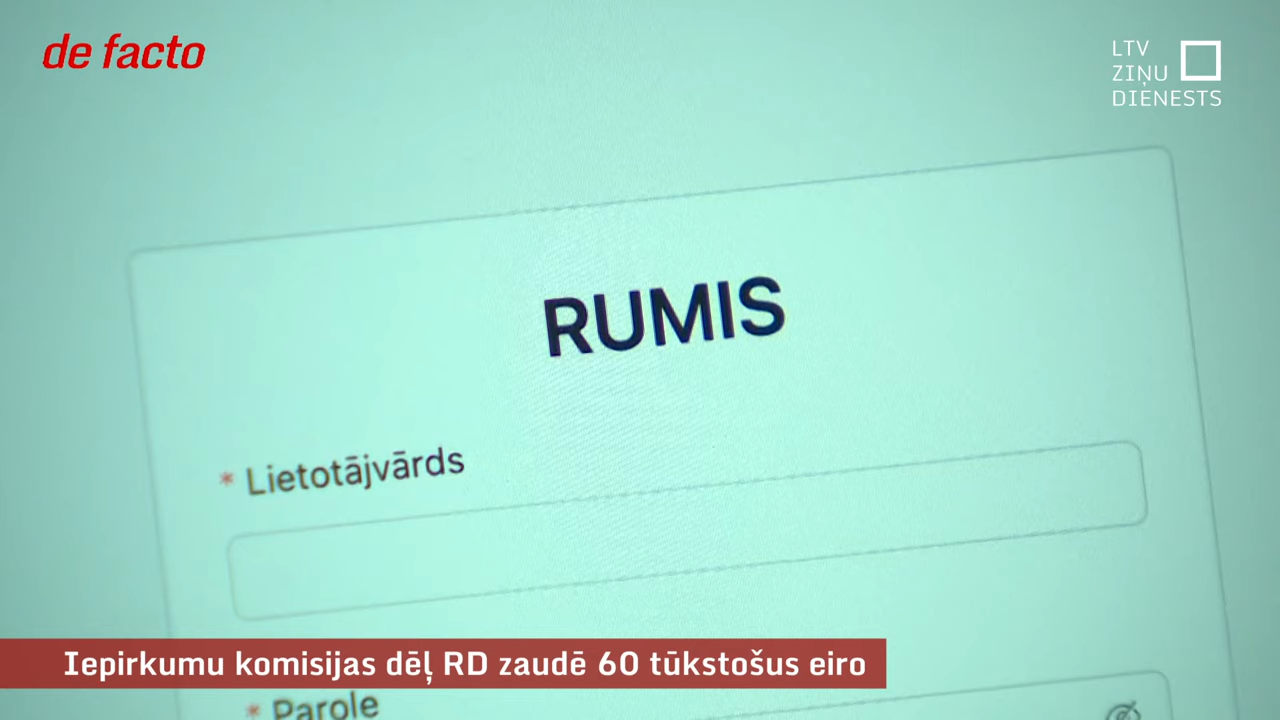 de facto
LTV
ZIŅU
DIENESTS
RUMIS
* Lietotājvārds
Iepirkumu komisijas dēļ RD zaudē 60 tūkstošus eiro
* Parole